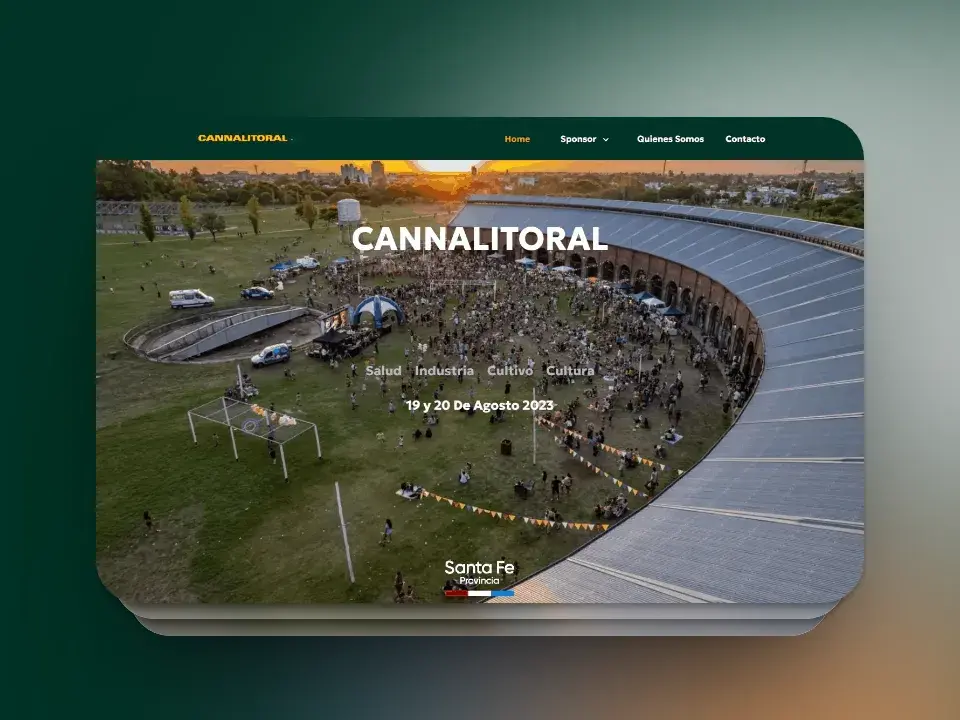 CANNALITORAL
Home Sponsor Quienes Somos Contacto
CANNALITORAL
Salud Industria Cultivo Cultura
19 y 20 De Agosto 2023
Santa Fe
Provincia